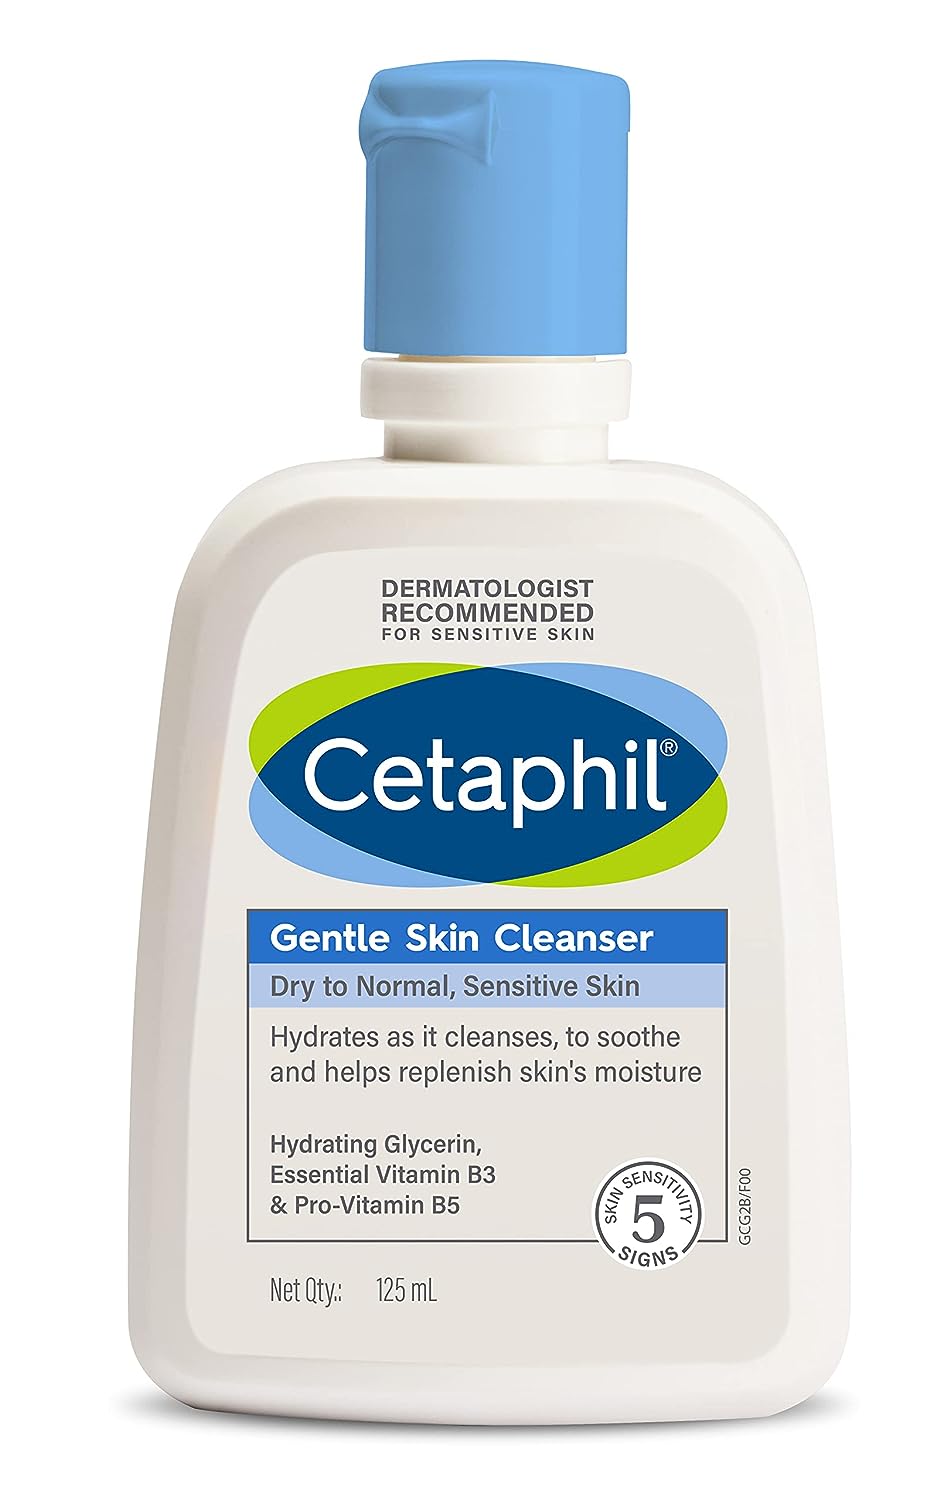 DERMATOLOGIST
RECOMMENDED
FOR SENSITIVE SKIN
Cetaphil®
Gentle Skin Cleanser
Dry to Normal, Sensitive Skin
Hydrates as it cleanses, to soothe
and helps replenish skin's moisture
Hydrating Glycerin,
Essential Vitamin B3
& Pro-Vitamin B5
SKIN SENSITIVITY
5
SIGNS
GCG2B/F00
Net Qty.: 125 mL